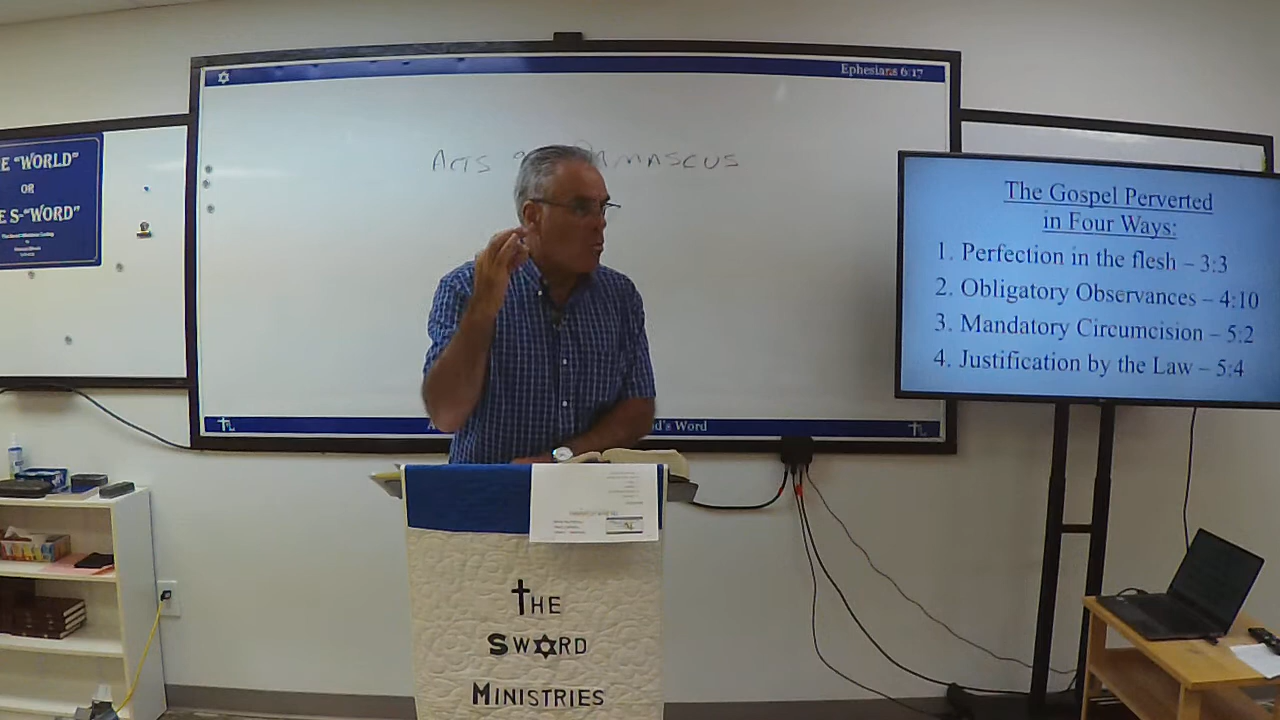 Ephesians 6:17
E "WORLD"
OR
E S-"WORD"
ACTS MASCUS
The Gospel Perverted
in Four Ways:
1. Perfection in the flesh – 3:3
2. Obligatory Observances – 4:10
3. Mandatory Circumcision – 5:2
4. Justification by the Law – 5:4
d's Word
THE
SWORD
MINISTRIES